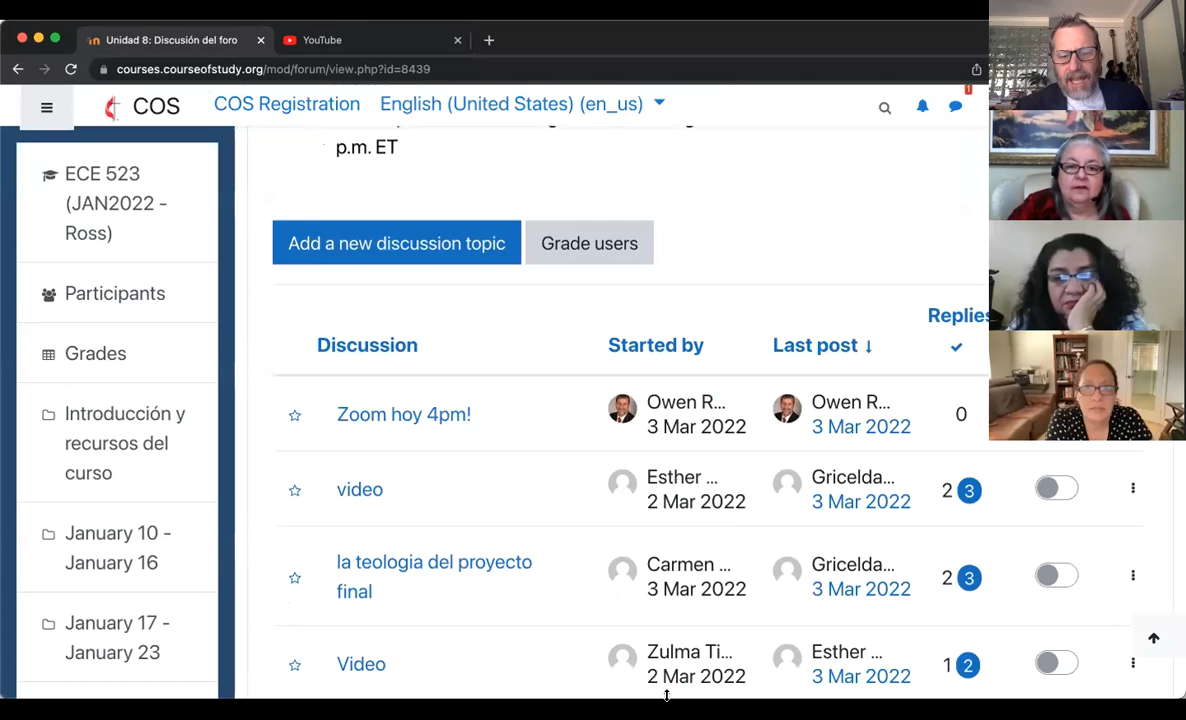 Unidad 8: Discusión del foro
YouTube
courses.courseofstudy.org/mod/forum/view.php?id=8439
COS
COS Registration
English (United States) (en_us)
1
p.m. ET
ECE 523
(JAN2022 -
Ross)
Participants
Grades
Introducción y
recursos del
curso
January 10 -
January 16
January 17 -
January 23
Add a new discussion topic
Grade users
Discussion
Started by
Last post ↓
Replies
Zoom hoy 4pm!
Owen R...
3 Mar 2022
Owen R...
3 Mar 2022
0
video
Esther ...
2 Mar 2022
Gricelda...
3 Mar 2022
2 3
la teologia del proyecto
final
Carmen ...
3 Mar 2022
Gricelda...
3 Mar 2022
2 3
Video
Zulma Ti...
2 Mar 2022
Esther ...
3 Mar 2022
1 2